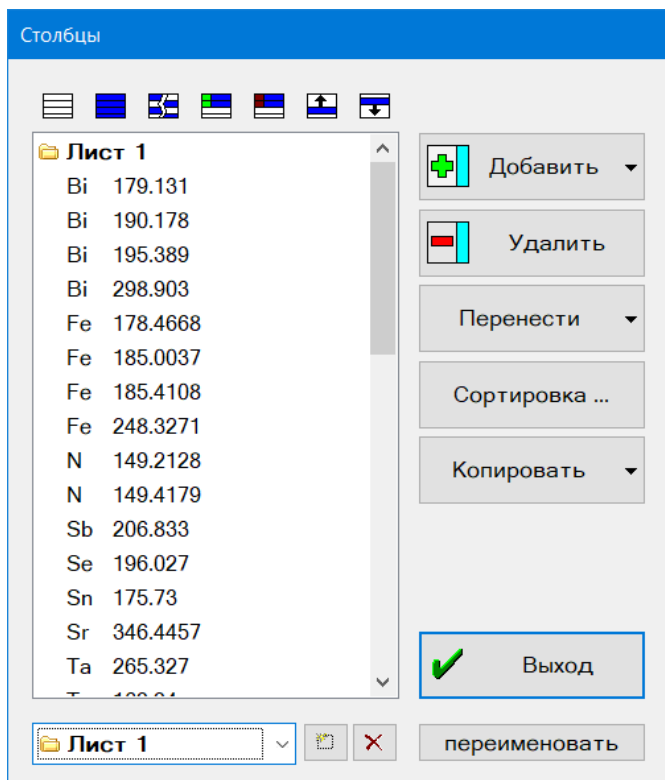 Столбцы
Лист 1
Bi 179.131
Bi 190.178
Bi 195.389
Bi 298.903
Fe 178.4668
Fe 185.0037
Fe 185.4108
Fe 248.3271
N 149.2128
N 149.4179
Sb 206.833
Se 196.027
Sn 175.73
Sr 346.4457
Ta 265.327
Добавить
Удалить
Перенести
Сортировка ...
Копировать
Выход
Лист 1
переименовать